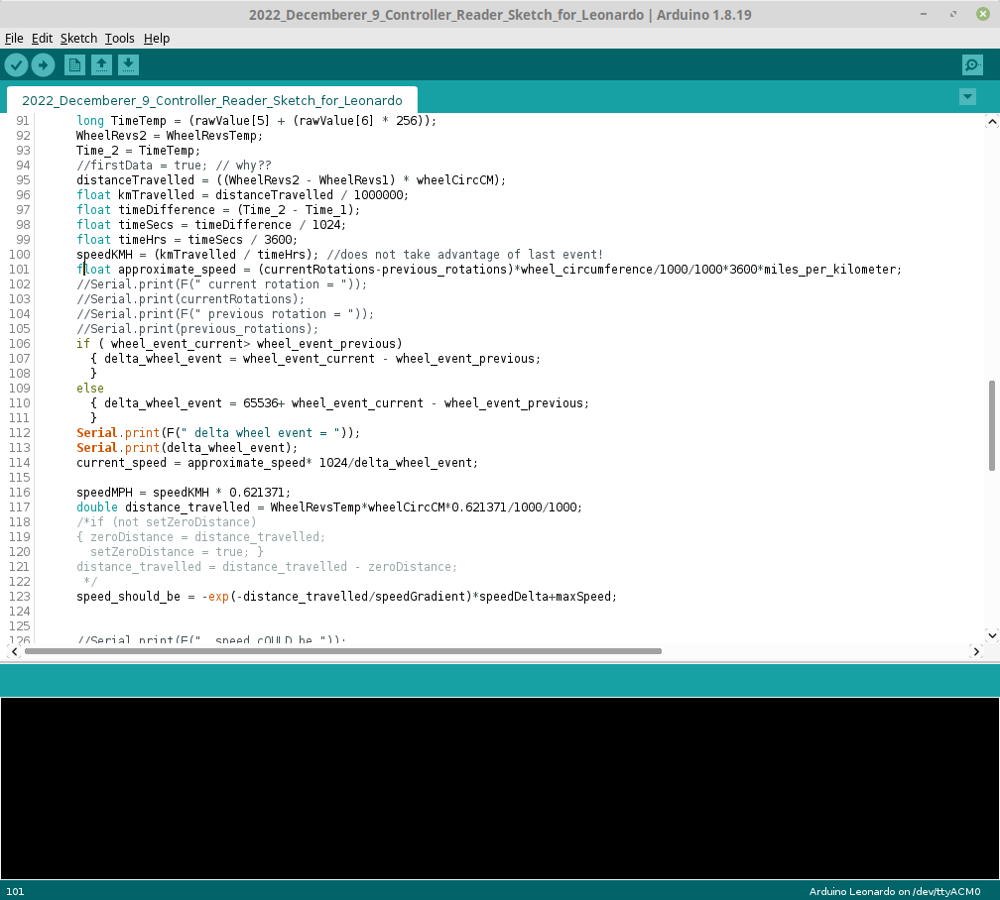 2022_Decemberer_9_Controller_Reader_Sketch_for_Leonardo | Arduino 1.8.19
File Edit Sketch Tools Help
2022_Decemberer_9_Controller_Reader_Sketch_for_Leonardo
91 long TimeTemp = (rawValue[5] + (rawValue[6] * 256));
92 WheelRevs2 = WheelRevsTemp;
93 Time_2 = TimeTemp;
94 //firstData = true; // why??
95 distanceTravelled = ((WheelRevs2 - WheelRevs1) * wheelCircCM);
96 float kmTravelled = distanceTravelled / 1000000;
97 float timeDifference = (Time_2 - Time_1);
98 float timeSecs = timeDifference / 1024;
99 float timeHrs = timeSecs / 3600;
100 speedKMH = (kmTravelled / timeHrs); //does not take advantage of last event!
101 float approximate_speed = (currentRotations-previous_rotations)*wheel_circumference/1000/1000*3600*miles_per_kilometer;
102 //Serial.print(F(" current rotation = "));
103 //Serial.print(currentRotations);
104 //Serial.print(F(" previous rotation = "));
105 //Serial.print(previous_rotations);
106 if ( wheel_event_current> wheel_event_previous)
107 { delta_wheel_event = wheel_event_current - wheel_event_previous;
108 }
109 else
110 { delta_wheel_event = 65536+ wheel_event_current - wheel_event_previous;
111 }
112 Serial.print(F(" delta wheel event = "));
113 Serial.print(delta_wheel_event);
114 current_speed = approximate_speed* 1024/delta_wheel_event;
115
116 speedMPH = speedKMH * 0.621371;
117 double distance_travelled = WheelRevsTemp*wheelCircCM*0.621371/1000/1000;
118 /*if (not setZeroDistance)
119 { zeroDistance = distance_travelled;
120 setZeroDistance = true; }
121 distance_travelled = distance_travelled - zeroDistance;
122 */
123 speed_should_be = -exp(-distance_travelled/speedGradient)*speedDelta+maxSpeed;
124
125
126 //Serial.print(F("  speed cOULD be "));
101 Arduino Leonardo on /dev/ttyACM0